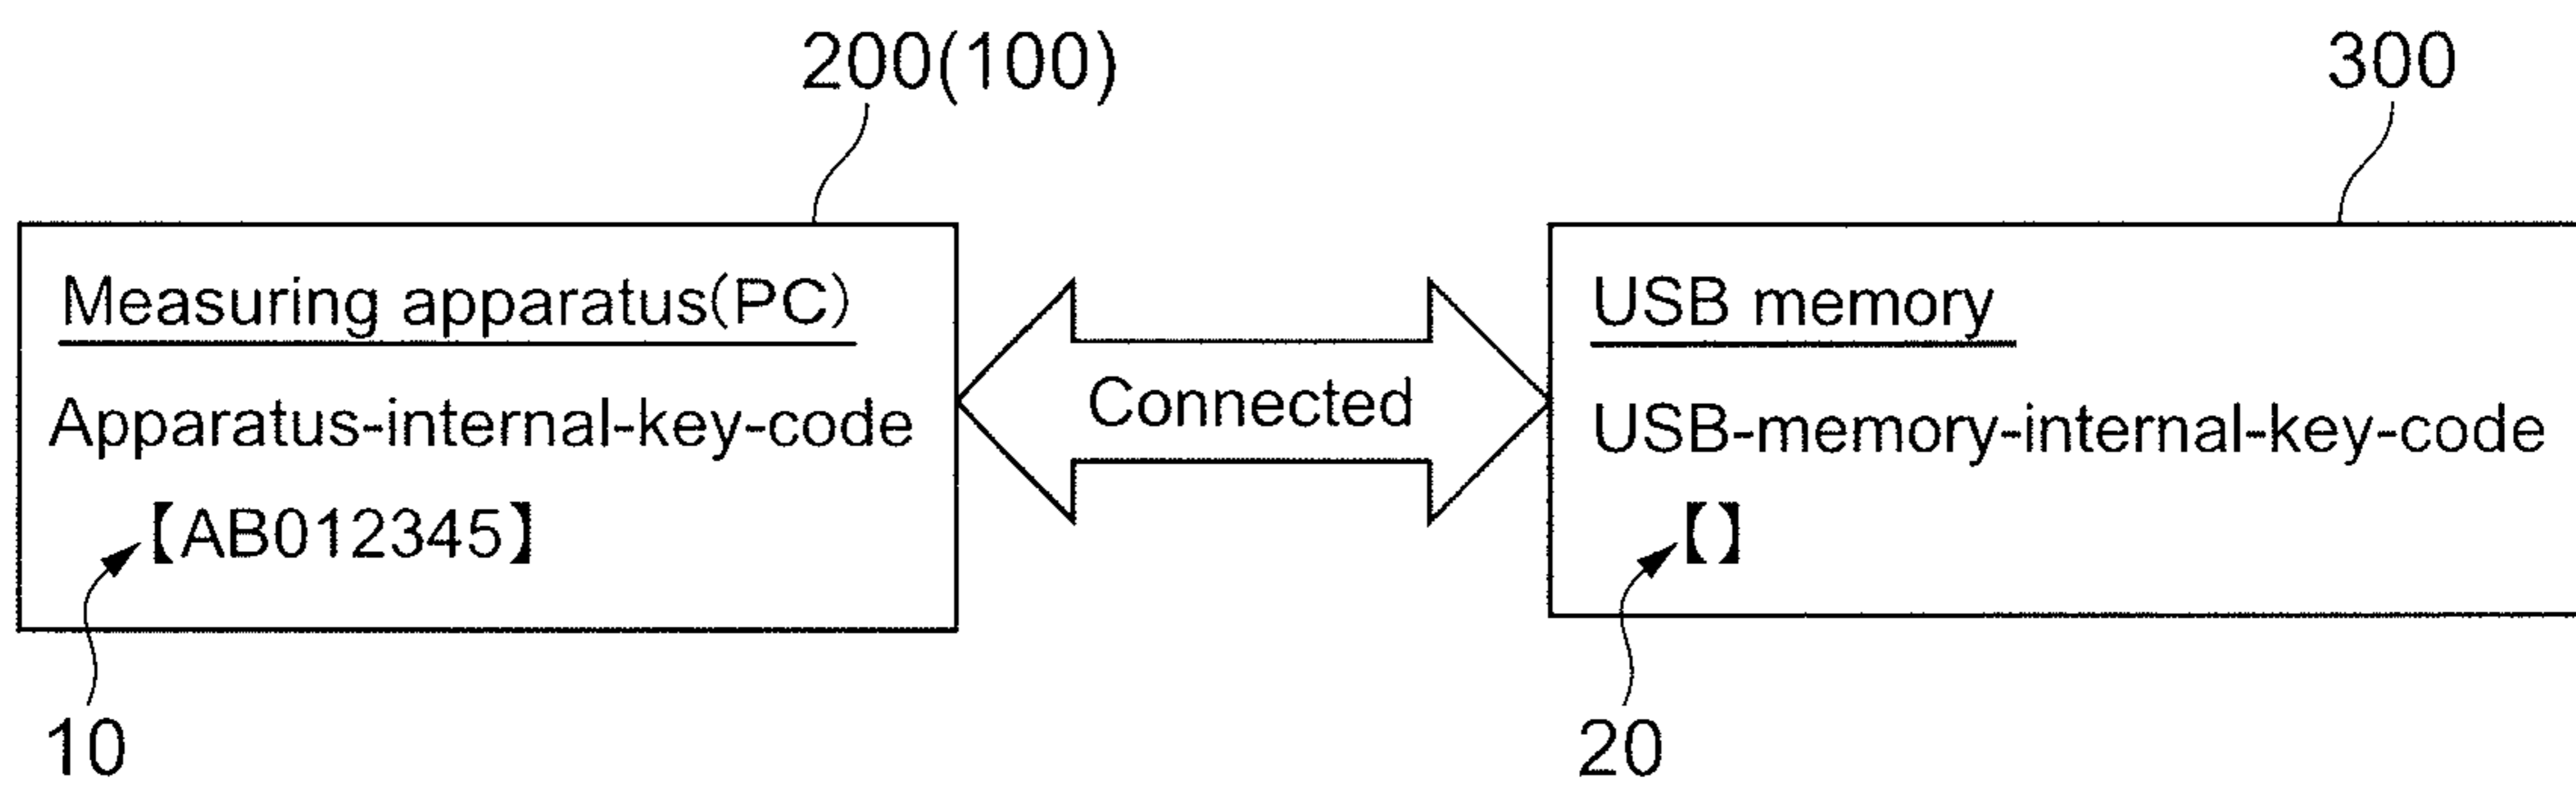 200(100)
300
Measuring apparatus(PC)
Apparatus-internal-key-code
【AB012345】
Connected
USB memory
USB-memory-internal-key-code
【】
10
20